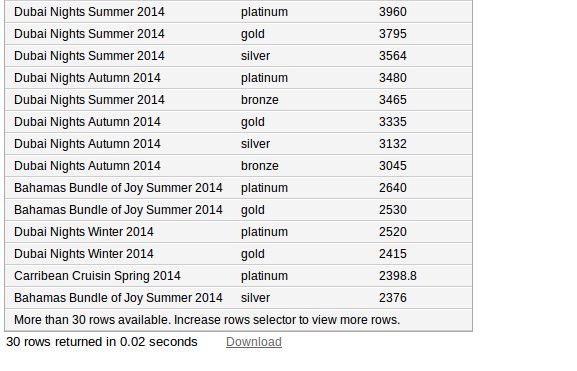 Dubai Nights Summer 2014 platinum 3960
Dubai Nights Summer 2014 gold 3795
Dubai Nights Summer 2014 silver 3564
Dubai Nights Autumn 2014 platinum 3480
Dubai Nights Summer 2014 bronze 3465
Dubai Nights Autumn 2014 gold 3335
Dubai Nights Autumn 2014 silver 3132
Dubai Nights Autumn 2014 bronze 3045
Bahamas Bundle of Joy Summer 2014 platinum 2640
Bahamas Bundle of Joy Summer 2014 gold 2530
Dubai Nights Winter 2014 platinum 2520
Dubai Nights Winter 2014 gold 2415
Carribean Cruisin Spring 2014 platinum 2398.8
Bahamas Bundle of Joy Summer 2014 silver 2376
More than 30 rows available. Increase rows selector to view more rows.
30 rows returned in 0.02 seconds Download